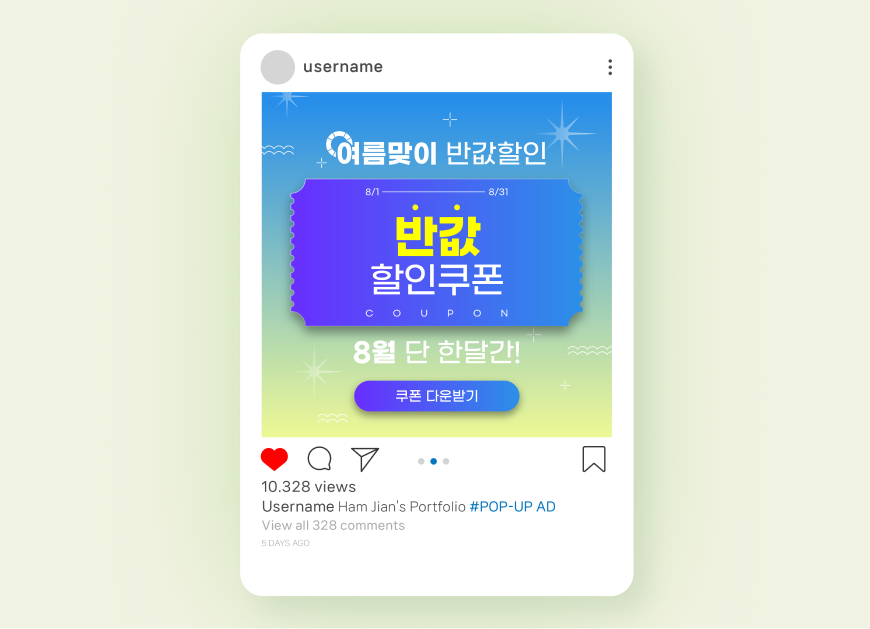 username
여름맞이 반값할인
8/1 8/31
반값
할인쿠폰
COUPON
8월 단 한달간!
쿠폰 다운받기
10.328 views
Username Ham Jian's Portfolio #POP-UP AD
View all 328 comments
5 DAYS AGO